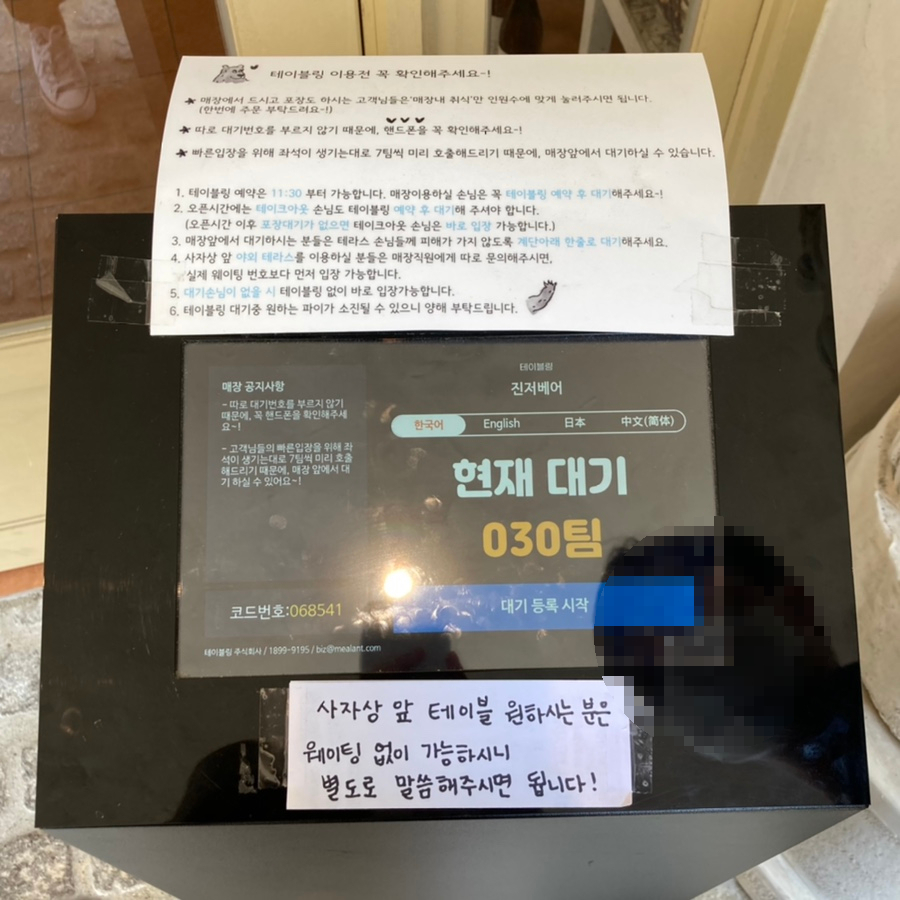 테이블링 이용전 꼭 확인해주세요~!
★ 매장에서 드시고 포장도 하시는 고객님들은 '매장내 취식'만 인원수에 맞게 눌러주시면 됩니다.
(한번에 주문 부탁드려요~!)
★ 따로 대기번호를 부르지 않기 때문에, 핸드폰을 꼭 확인해주세요~!
★ 빠른입장을 위해 좌석이 생기는대로 7팀씩 미리 호출해드리기 때문에, 매장앞에서 대기하실 수 있습니다.
1. 테이블링 예약은 11:30 부터 가능합니다. 매장이용하실 손님은 꼭 테이블링 예약 후 대기해주세요~!
2. 오픈시간에는 테이크아웃 손님도 테이블링 예약 후 대기해 주셔야 합니다.
(오픈시간 이후 포장대기가 없으면 테이크아웃 손님은 바로 입장 가능합니다.)
3. 매장앞에서 대기하시는 분들은 테라스 손님들께 피해가 가지 않도록 계단아래 한줄로 대기해주세요.
4. 사자상 앞 야외 테라스를 이용하실 분들은 매장직원에게 따로 문의해주시면,
실제 웨이팅 번호보다 먼저 입장 가능합니다.
5. 대기손님이 없을 시 테이블링 없이 바로 입장가능합니다.
6. 테이블링 대기중 원하는 파이가 소진될 수 있으니 양해 부탁드립니다.
테이블링
진저베어
한국어 English 日本 中文(简体)
현재 대기
030팀
대기 등록 시작
매장 공지사항
- 따로 대기번호를 부르지 않기
때문에, 꼭 핸드폰을 확인해주세
요~!
- 고객님들의 빠른입장을 위해 좌
석이 생기는대로 7팀씩 미리 호출
해드리기 때문에, 매장 앞에서 대
기 하실 수 있어요~!
코드번호:068541
테이블링 주식회사 / 1899-9195 / biz@mealant.com
사자상 앞 테이블 원하시는 분은
웨이팅 없이 가능하시니
별도로 말씀해주시면 됩니다!